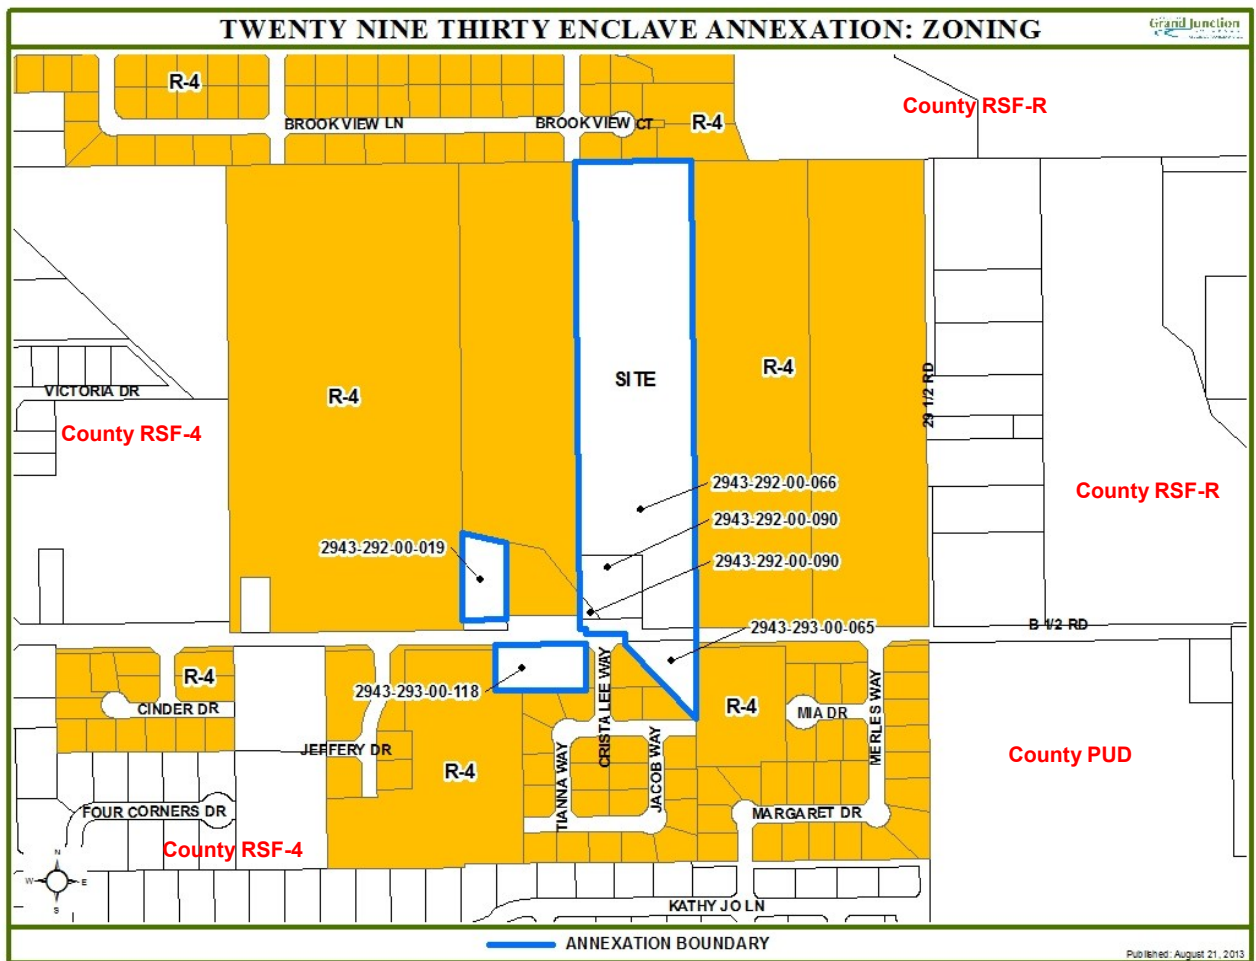 TWENTY NINE THIRTY ENCLAVE ANNEXATION: ZONING
Grand Junction
R-4
County RSF-R
BROOKVIEW LN
BROOKVIEW CT
R-4
SITE
R-4
VICTORIA DR
R-4
29 1/2 RD
County RSF-4
2943-292-00-066
County RSF-R
2943-292-00-090
2943-292-00-019
2943-292-00-090
B 1/2 RD
2943-293-00-065
R-4
2943-293-00-118
CRISTA LEE WAY
MERLES WAY
CINDER DR
R-4
MIA DR
JEFFERY DR
County PUD
R-4
TIANNA WAY
JACOB WAY
FOUR CORNERS DR
MARGARET DR
County RSF-4
N
W
E
S
KATHY JO LN
ANNEXATION BOUNDARY
Published: August 21, 2013